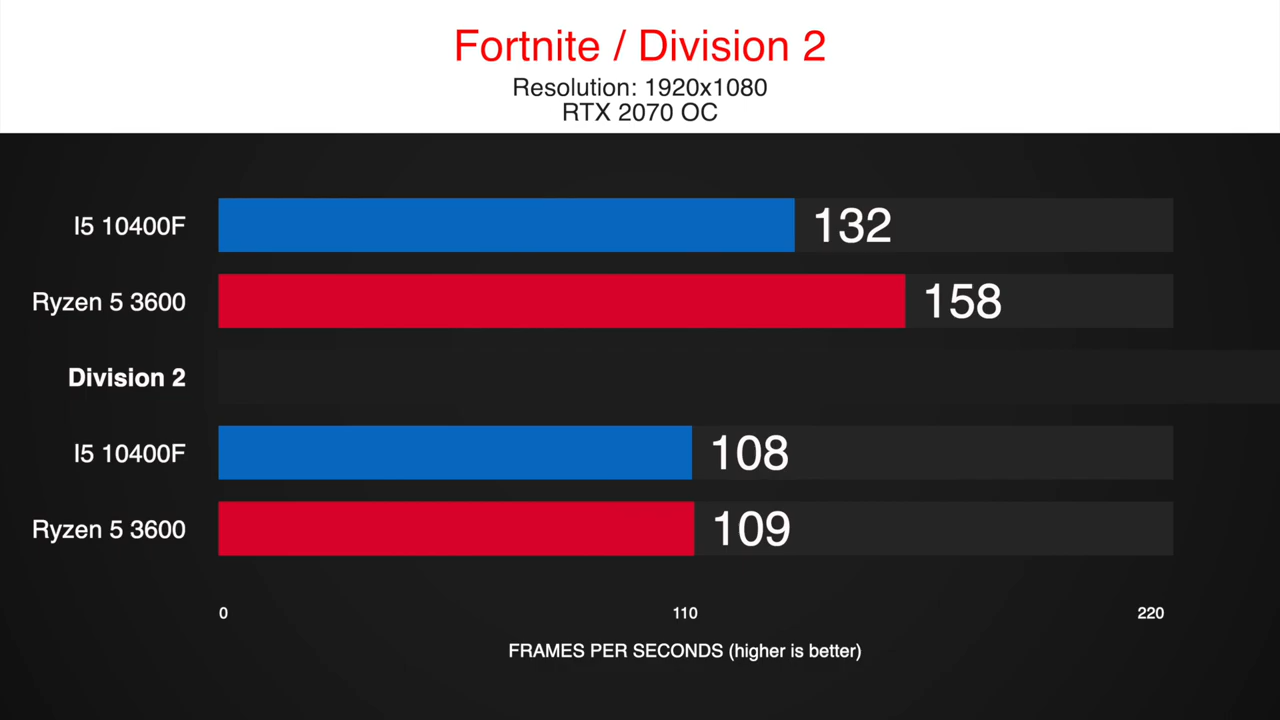 Fortnite / Division 2
Resolution: 1920x1080
RTX 2070 OC
I5 10400F 132
Ryzen 5 3600 158
Division 2
I5 10400F 108
Ryzen 5 3600 109
0 110 220
FRAMES PER SECONDS (higher is better)